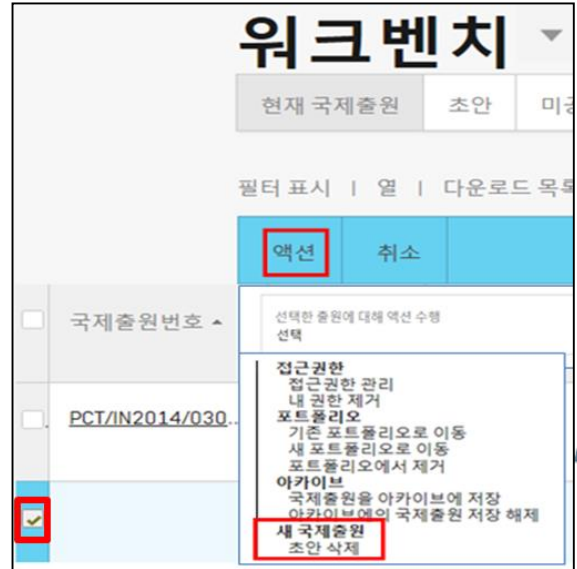 워크벤치
현재 국제출원 초안
필터 표시 | 열 | 다운로드
액션 취소
국제출원번호
선택한 출원에 대해 액션 수행
선택
접근권한
접근권한 관리
내 권한 제거
포트폴리오
기존 포트폴리오로 이동
새 포트폴리오로 이동
포트폴리오에서 제거
아카이브
국제출원을 아카이브에 저장
아카이브에의 국제출원 저장 해제
새 국제출원
초안 삭제
PCT/IN2014/030..